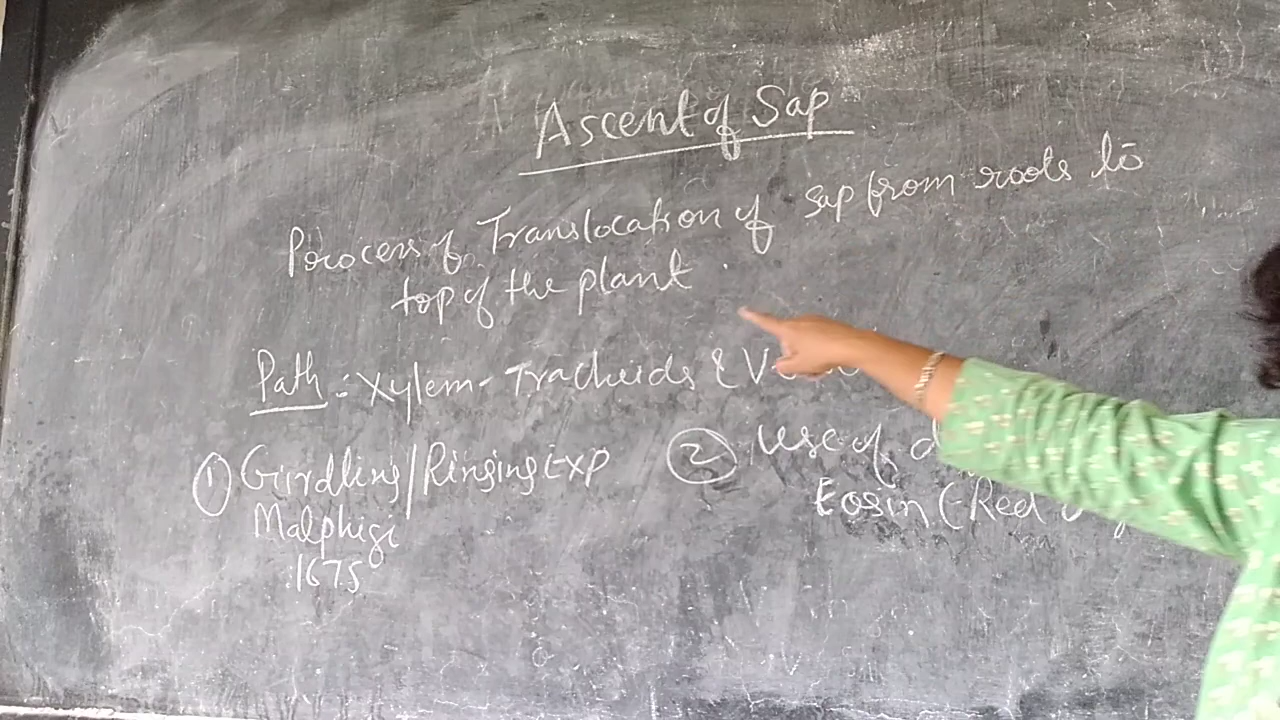 Ascent of Sap
Process of Translocation of sap from roots to
top of the plant.
Path :- Xylem - Tracheids &
① Girdling/Ringing Exp
Malphigi
1675
② Use of
Eosin (Red